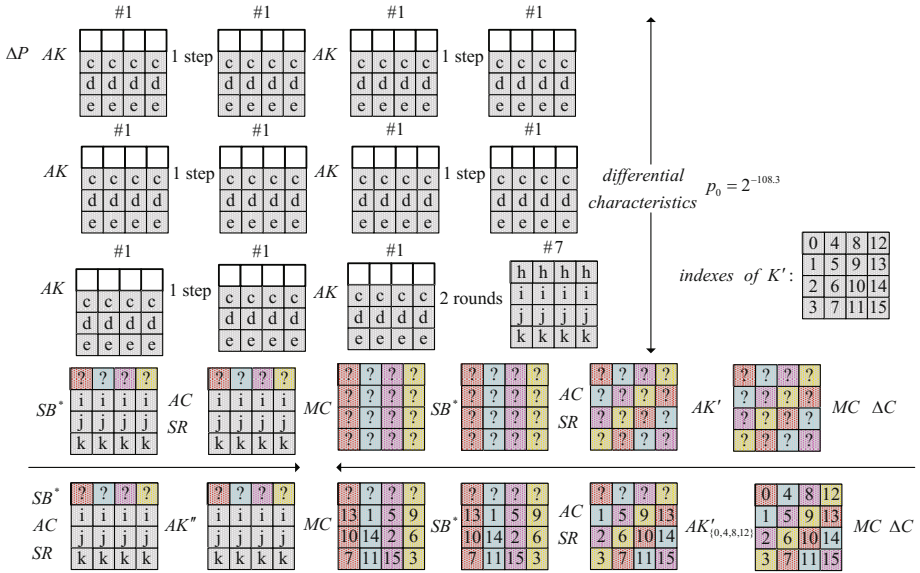 #1 #1 #1 #1
ΔP AK 1 step AK 1 step
c c c c c c c c c c c c c c c c
d d d d d d d d d d d d d d d d
e e e e e e e e e e e e e e e e
#1 #1 #1 #1
AK 1 step AK 1 step
c c c c c c c c c c c c c c c c
d d d d d d d d d d d d d d d d
e e e e e e e e e e e e e e e e
differential
characteristics p₀ = 2^{-108.3}
#1 #1 #1 #7
AK 1 step AK 2 rounds
h h h h
c c c c c c c c c c c c i i i i
d d d d d d d d d d d d j j j j
e e e e e e e e e e e e k k k k
indexes of K′ :
0 4 8 12
1 5 9 13
2 6 10 14
3 7 11 15
? ? ? ? ? ? ? ? ? ? ? ? ? ? ? ? ? ? ? ? ? ? ? ?
i i i i i i i i ? ? ? ? ? ? ? ? ? ? ? ? ? ? ? ?
j j j j j j j j ? ? ? ? ? ? ? ? ? ? ? ? ? ? ? ?
k k k k k k k k ? ? ? ? ? ? ? ? ? ? ? ? ? ? ? ?
SB* AC SR MC SB* AC SR AK′ MC ΔC
? ? ? ? ? ? ? ? ? ? ? ? ? ? ? ? ? ? ? ? 0 4 8 12
i i i i i i i i 13 1 5 9 13 1 5 9 1 5 9 13 1 5 9 13
j j j j j j j j 10 14 2 6 10 14 2 6 2 6 10 14 2 6 10 14
k k k k k k k k 7 11 15 3 7 11 15 3 3 7 11 15 3 7 11 15
SB* AC SR AK″ MC SB* AC SR AK′_{0,4,8,12} MC ΔC